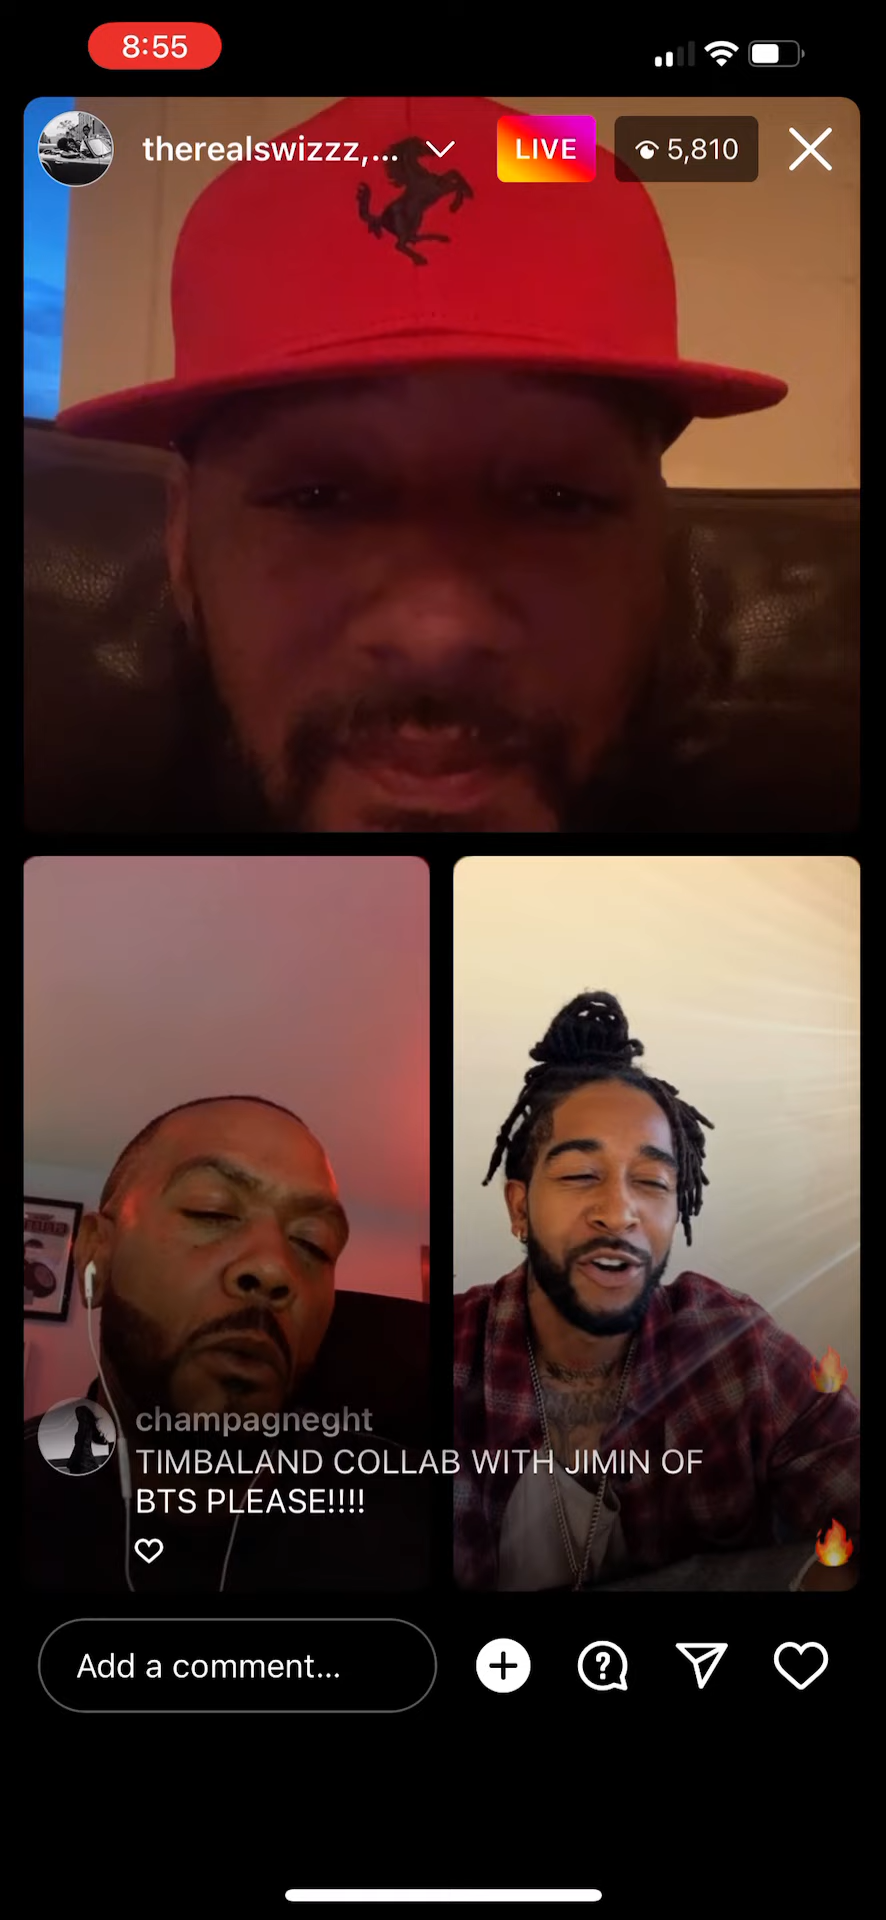 8:55
therealswizzz,...
LIVE
5,810
champagneght
TIMBALAND COLLAB WITH JIMIN OF
BTS PLEASE!!!!
Add a comment...